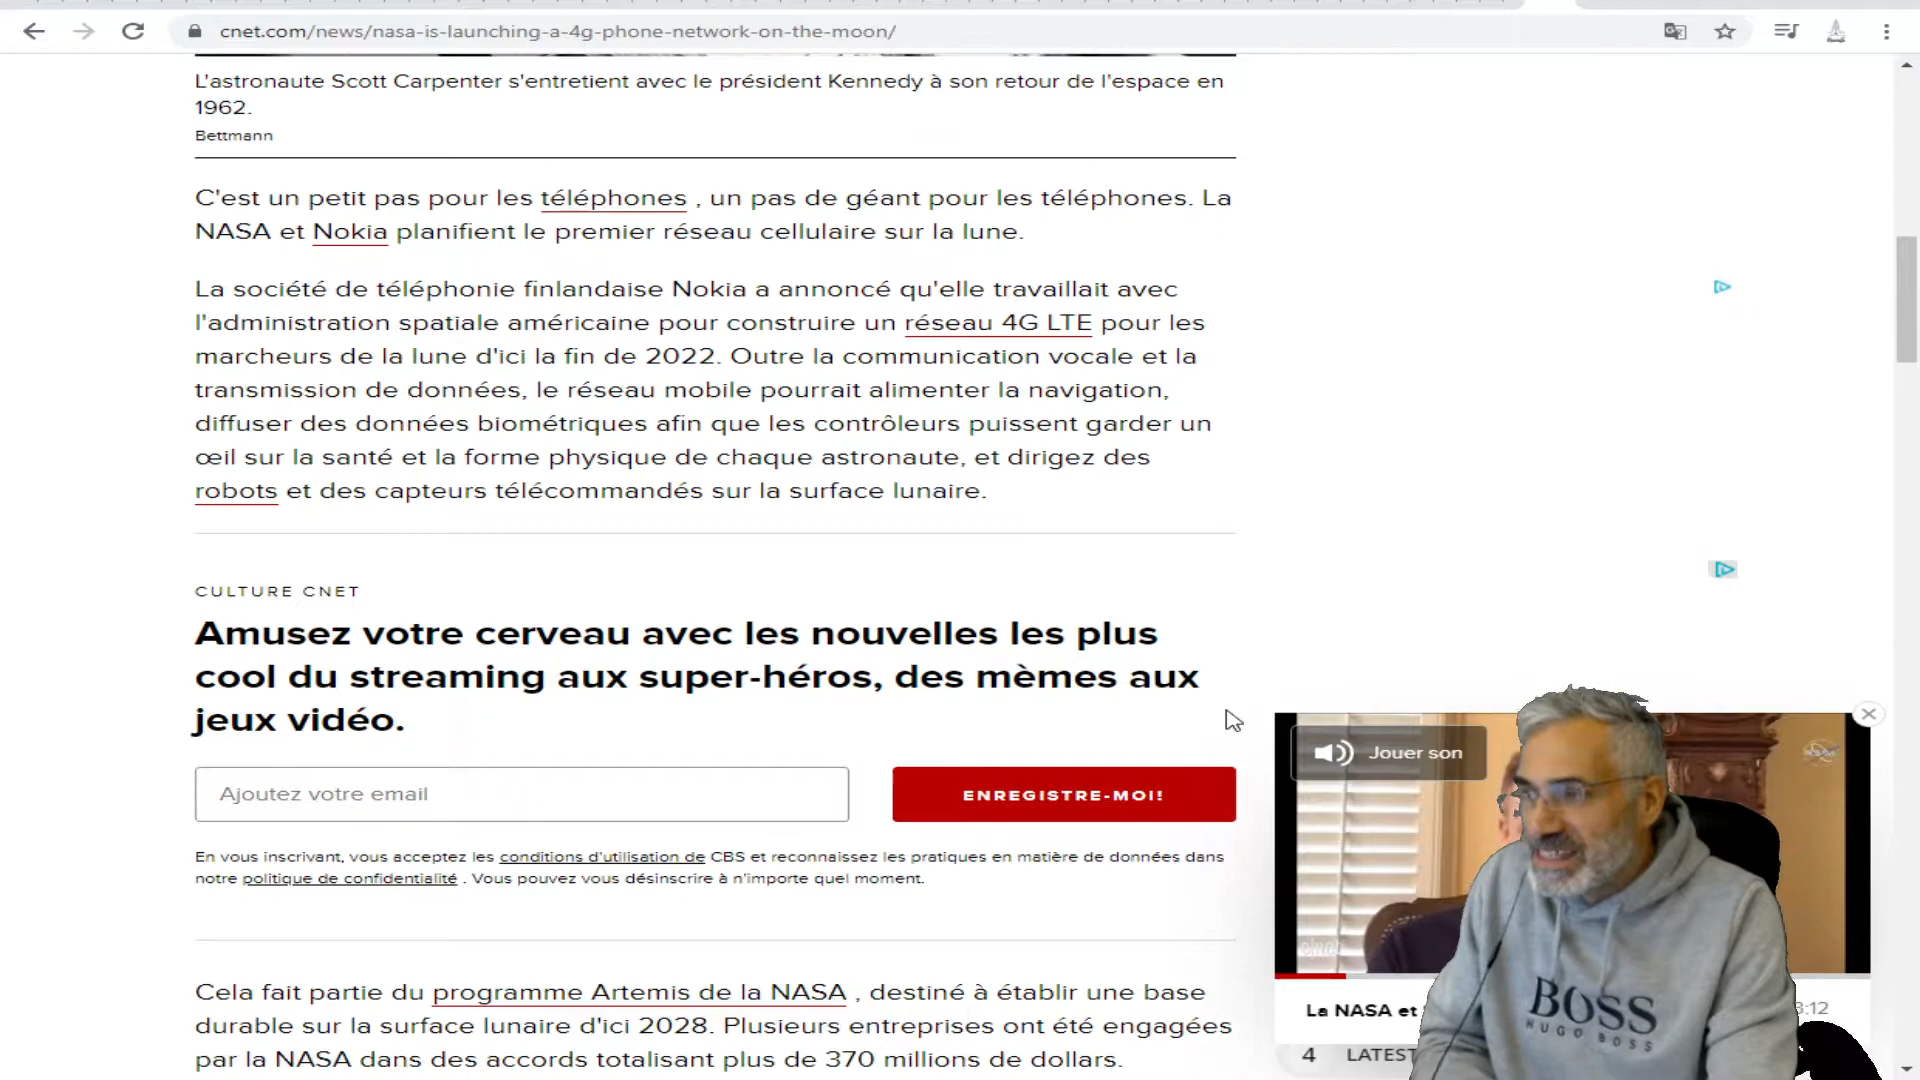 cnet.com/news/nasa-is-launching-a-4g-phone-network-on-the-moon/
L'astronaute Scott Carpenter s'entretient avec le président Kennedy à son retour de l'espace en
1962.
Bettmann
C'est un petit pas pour les téléphones , un pas de géant pour les téléphones. La
NASA et Nokia planifient le premier réseau cellulaire sur la lune.
La société de téléphonie finlandaise Nokia a annoncé qu'elle travaillait avec
l'administration spatiale américaine pour construire un réseau 4G LTE pour les
marcheurs de la lune d'ici la fin de 2022. Outre la communication vocale et la
transmission de données, le réseau mobile pourrait alimenter la navigation,
diffuser des données biométriques afin que les contrôleurs puissent garder un
œil sur la santé et la forme physique de chaque astronaute, et dirigez des
robots et des capteurs télécommandés sur la surface lunaire.
CULTURE CNET
Amusez votre cerveau avec les nouvelles les plus
cool du streaming aux super-héros, des mèmes aux
jeux vidéo.
Ajoutez votre email
ENREGISTRE-MOI!
En vous inscrivant, vous acceptez les conditions d'utilisation de CBS et reconnaissez les pratiques en matière de données dans
notre politique de confidentialité . Vous pouvez vous désinscrire à n'importe quel moment.
Cela fait partie du programme Artemis de la NASA , destiné à établir une base
durable sur la surface lunaire d'ici 2028. Plusieurs entreprises ont été engagées
par la NASA dans des accords totalisant plus de 370 millions de dollars.
Jouer son
La NASA et
3:12
4 LATEST
BOSS
HUGO BOSS